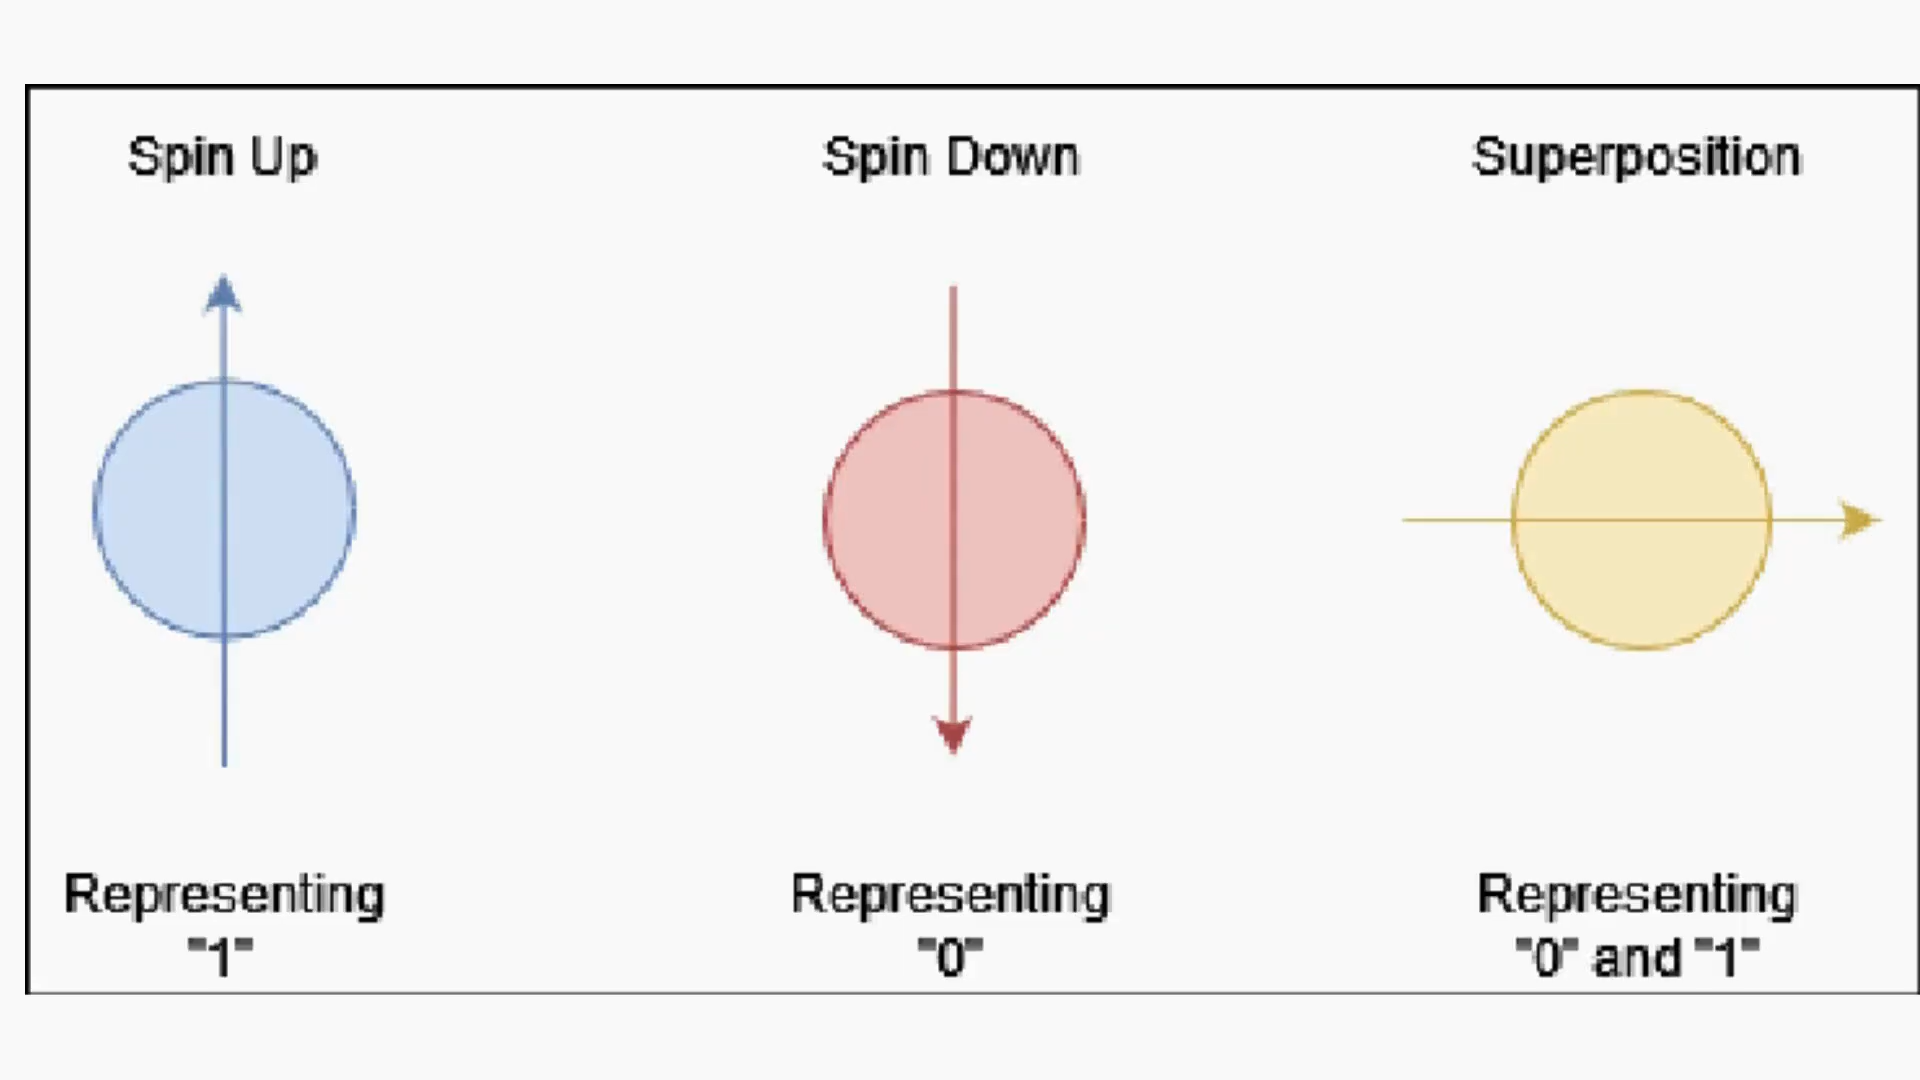 Spin Up
Spin Down
Superposition
Representing
"1"
Representing
"0"
Representing
"0" and "1"